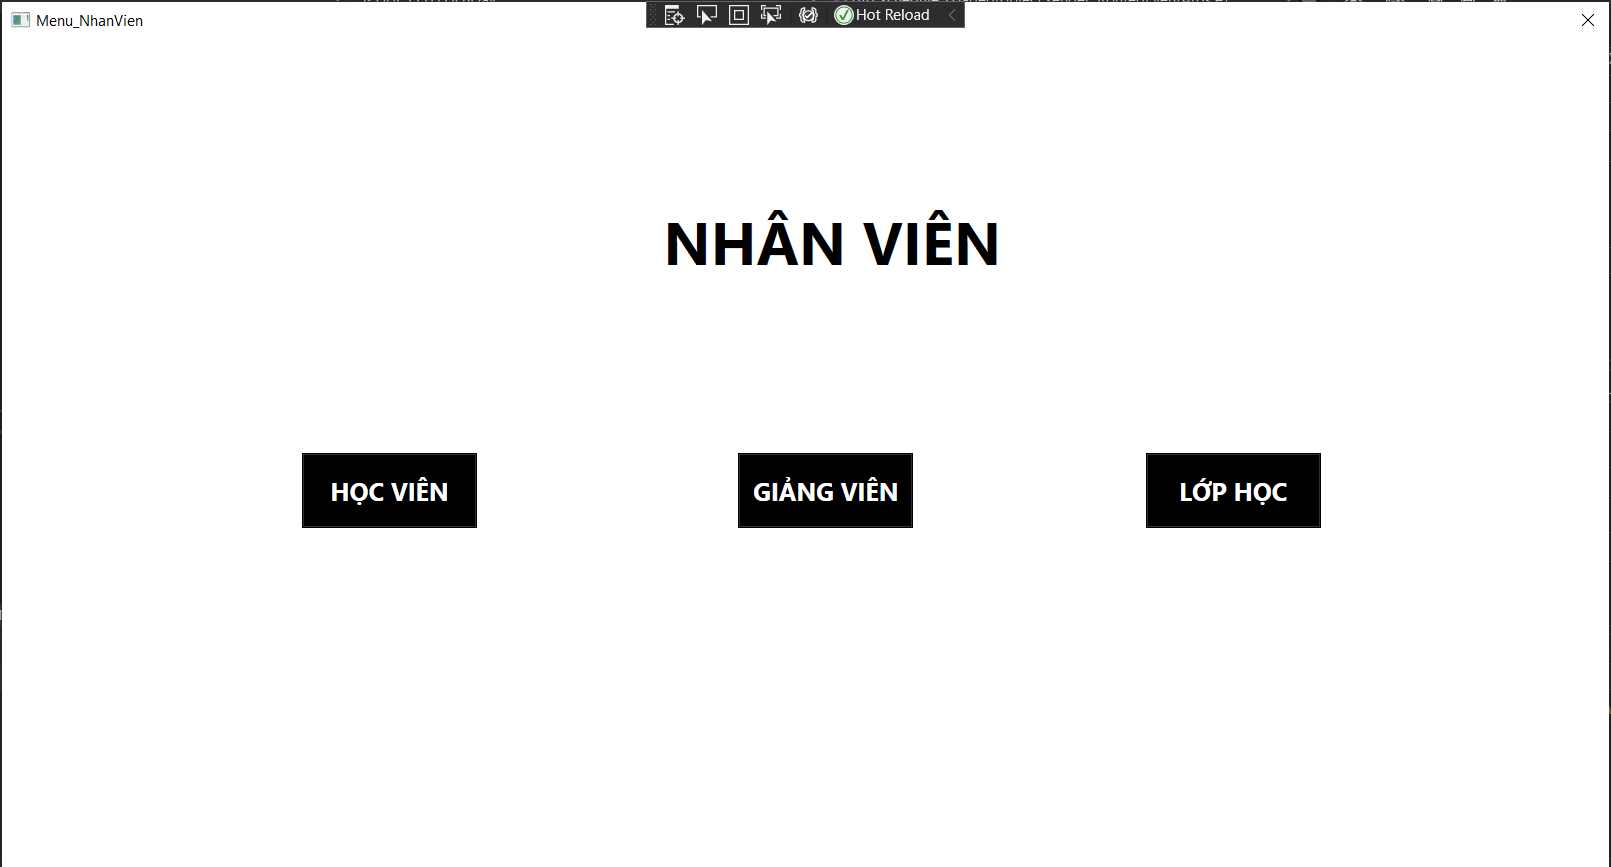 Menu_NhanVien
Hot Reload
NHÂN VIÊN
HỌC VIÊN
GIẢNG VIÊN
LỚP HỌC